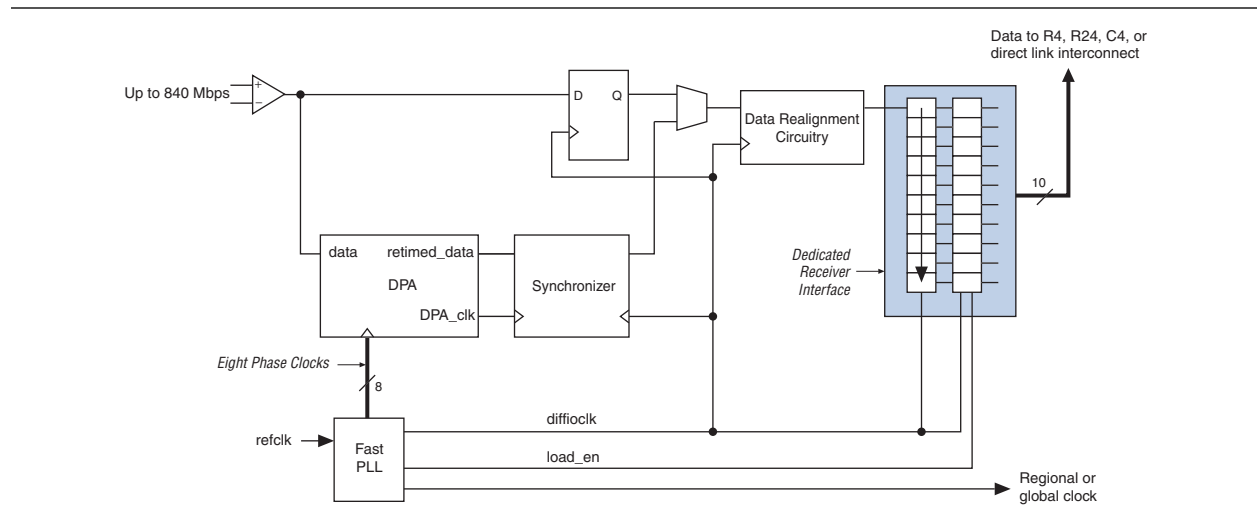 Data to R4, R24, C4, or
direct link interconnect
Up to 840 Mbps
+
−
D Q
Data Realignment
Circuitry
10
data retimed_data
DPA
DPA_clk
Synchronizer
Dedicated
Receiver
Interface
Eight Phase Clocks
8
refclk
Fast
PLL
diffioclk
load_en
Regional or
global clock